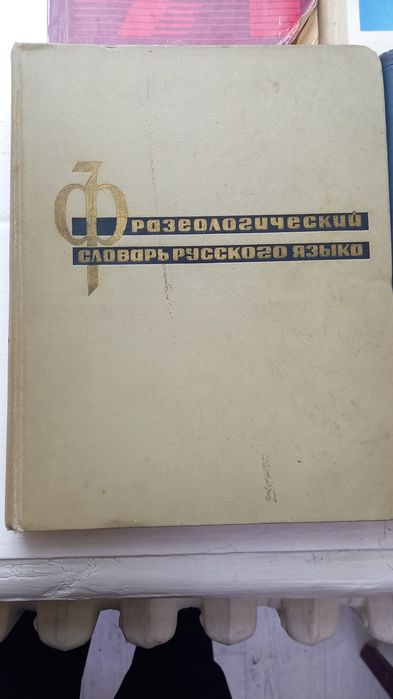 Фразеологический
словарь русского языка